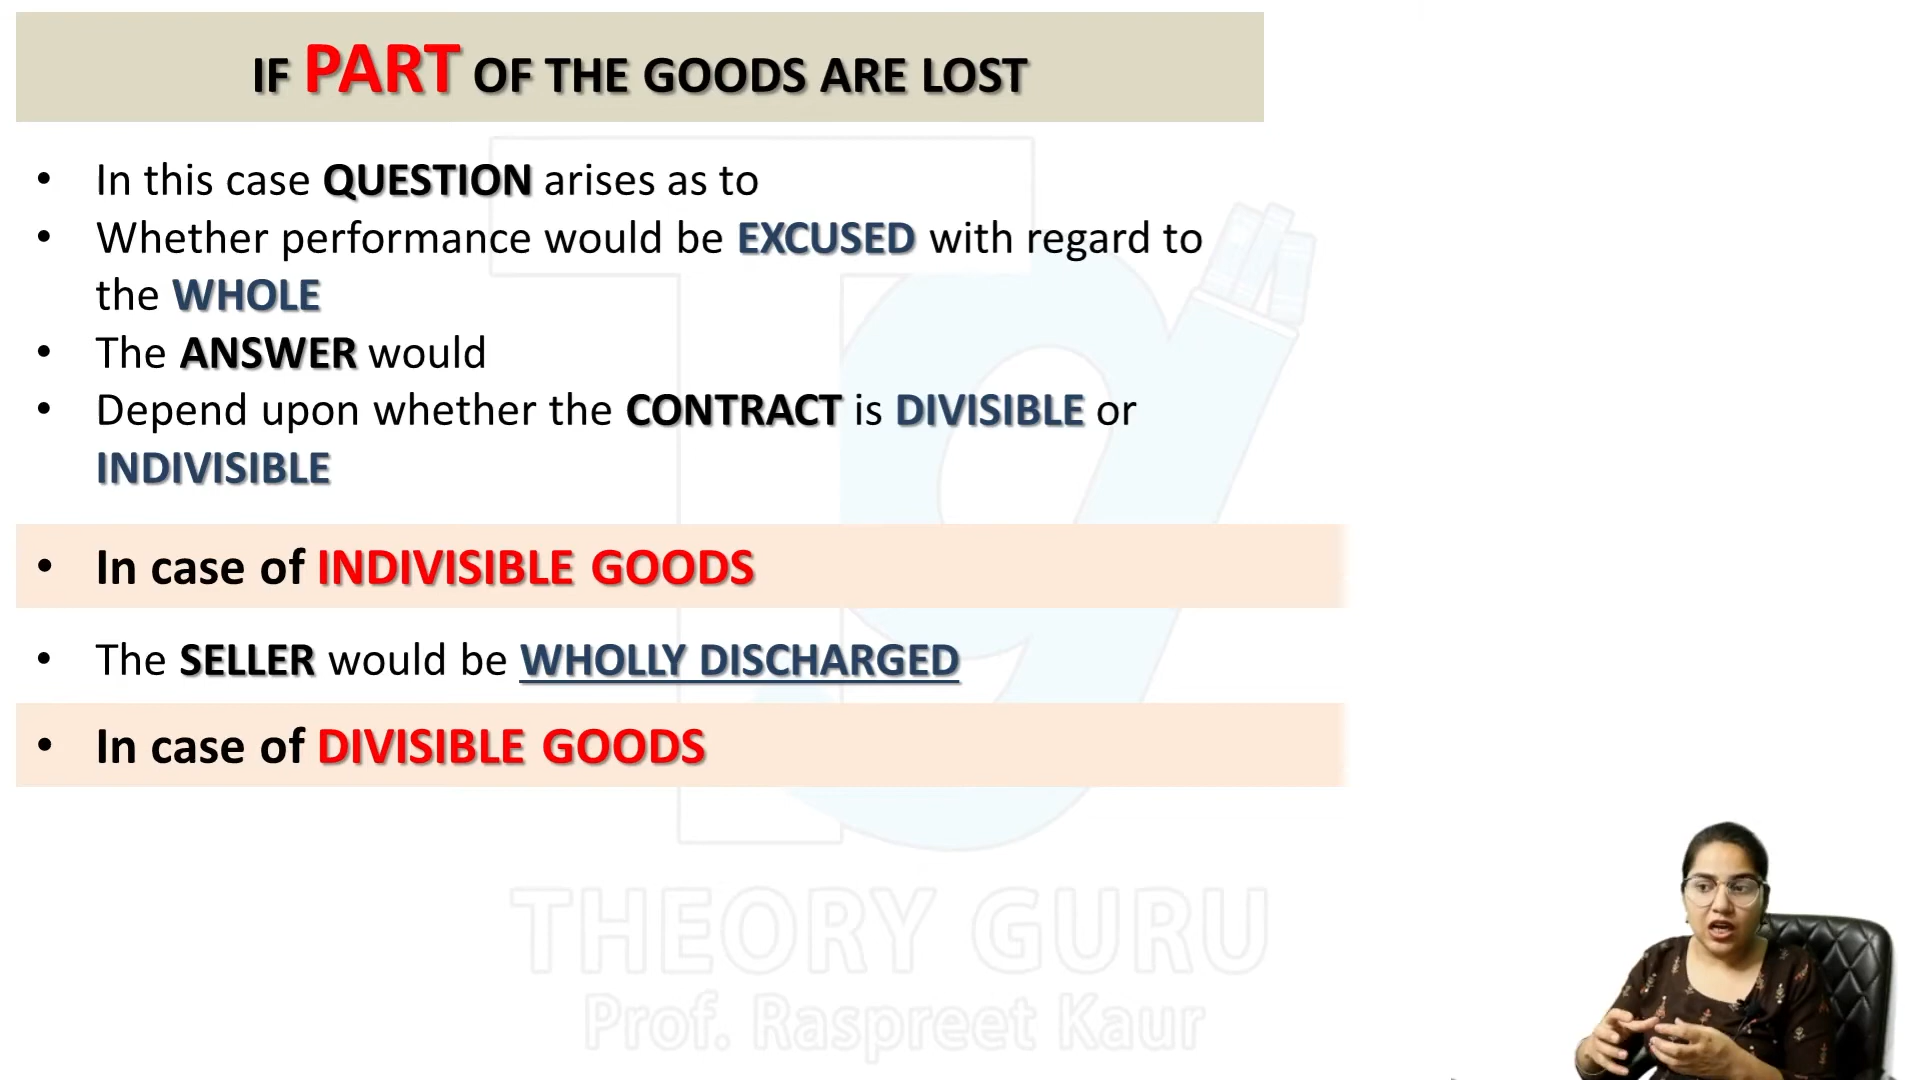 IF PART OF THE GOODS ARE LOST
• In this case QUESTION arises as to
• Whether performance would be EXCUSED with regard to
the WHOLE
• The ANSWER would
• Depend upon whether the CONTRACT is DIVISIBLE or
INDIVISIBLE
• In case of INDIVISIBLE GOODS
• The SELLER would be WHOLLY DISCHARGED
• In case of DIVISIBLE GOODS
THEORY GURU
Prof. Raspreet Kaur